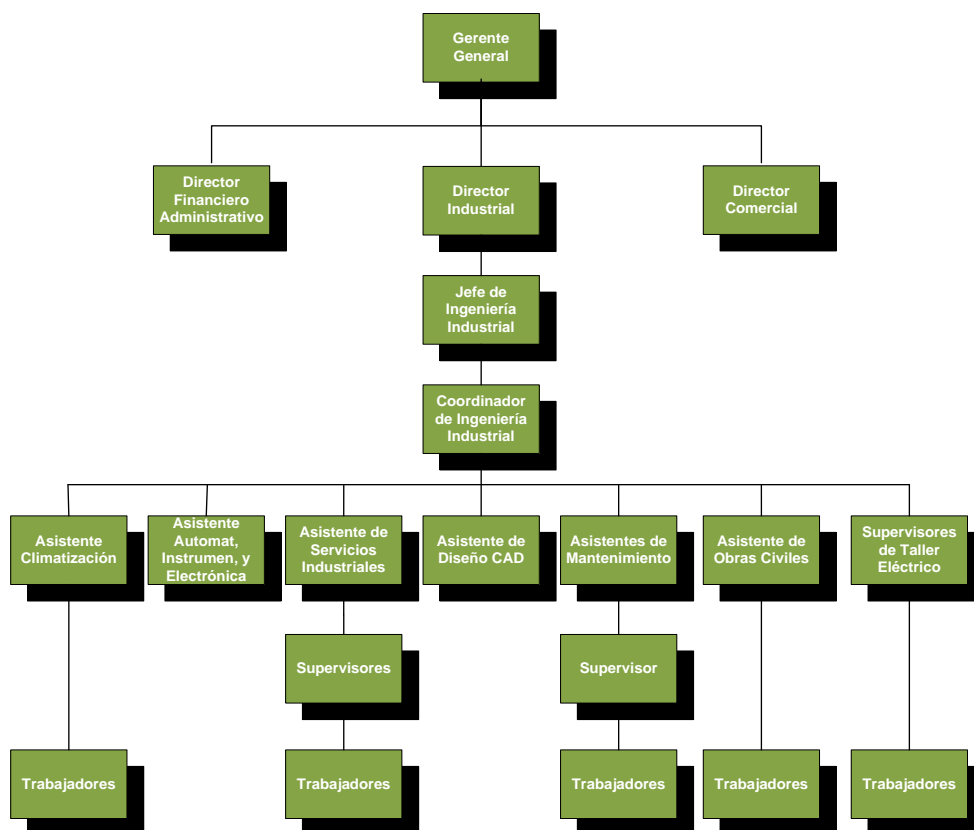 Gerente
General
Director
Financiero
Administrativo
Director
Industrial
Director
Comercial
Jefe de
Ingeniería
Industrial
Coordinador
de Ingeniería
Industrial
Asistente
Climatización
Asistente
Automat,
Instrumen, y
Electrónica
Asistente de
Servicios
Industriales
Asistente de
Diseño CAD
Asistentes de
Mantenimiento
Asistente de
Obras Civiles
Supervisores
de Taller
Eléctrico
Supervisores
Supervisor
Trabajadores
Trabajadores
Trabajadores
Trabajadores
Trabajadores